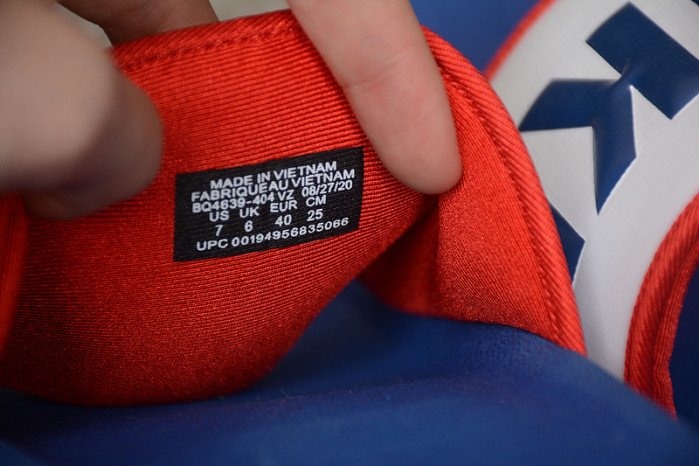 MADE IN VIETNAM
FABRIQUEAU VIETNAM
BQ4639-404 VZ 08/27/20
US UK EUR CM
7 6 40 25
UPC 00194956835066